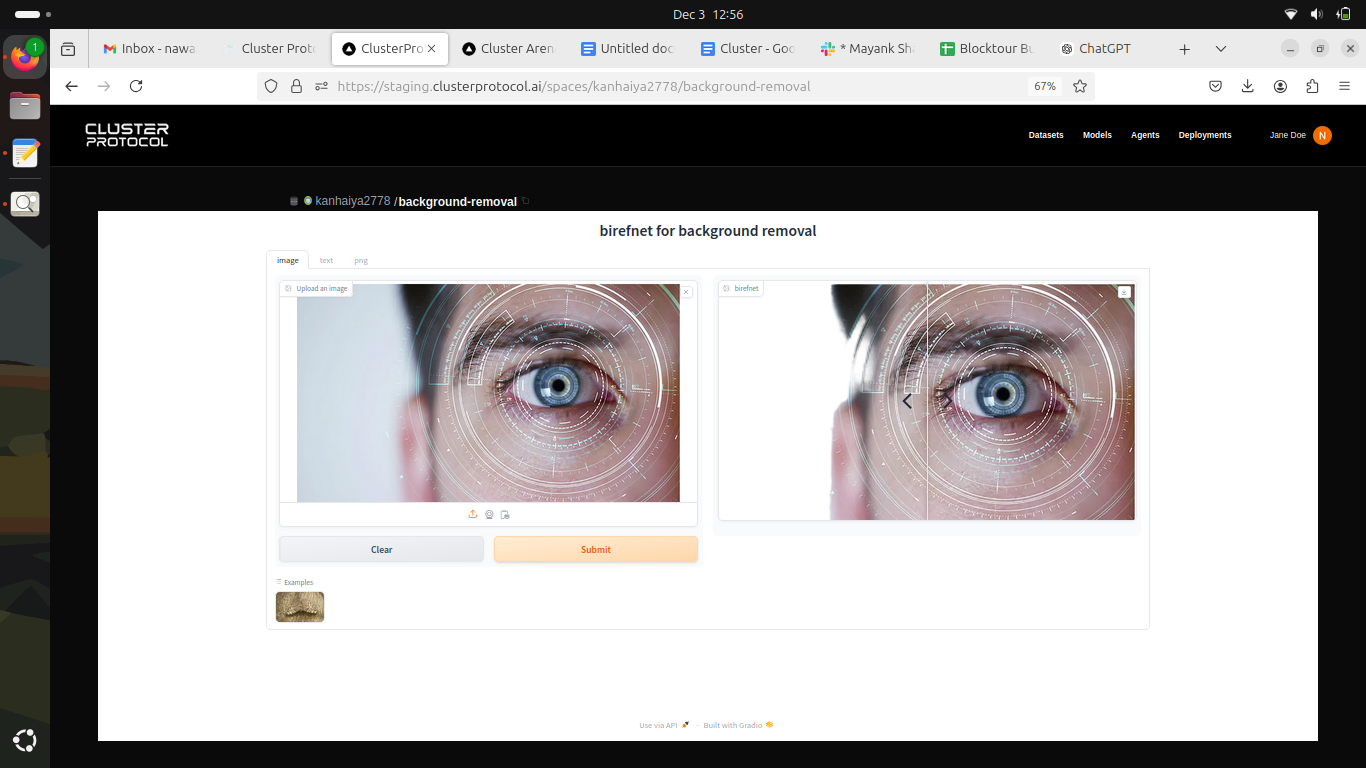 Dec 3 12:56
1
Inbox - nawa
Cluster Proto
ClusterPro
Cluster Aren
Untitled doc
Cluster - Goo
* Mayank Sha
Blocktour Bu
ChatGPT
https://staging.clusterprotocol.ai/spaces/kanhaiya2778/background-removal
67%
CLUSTER
PROTOCOL
Datasets
Models
Agents
Deployments
Jane Doe
N
kanhaiya2778 /background-removal
birefnet for background removal
image
text
png
Upload an image
birefnet
Clear
Submit
Examples
Use via API
·
Built with Gradio